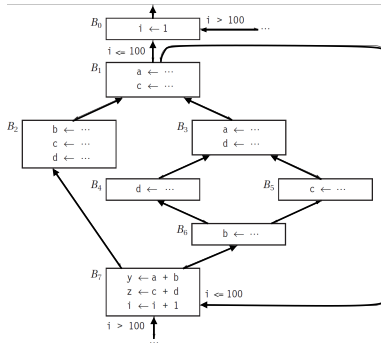 B0
i ← 1
i > 100
...
i <= 100
B1
a ← ...
c ← ...
B2
b ← ...
c ← ...
d ← ...
B3
a ← ...
d ← ...
B4
d ← ...
B5
c ← ...
B6
b ← ...
B7
y ← a + b
z ← c + d
i ← i + 1
i <= 100
i > 100
...